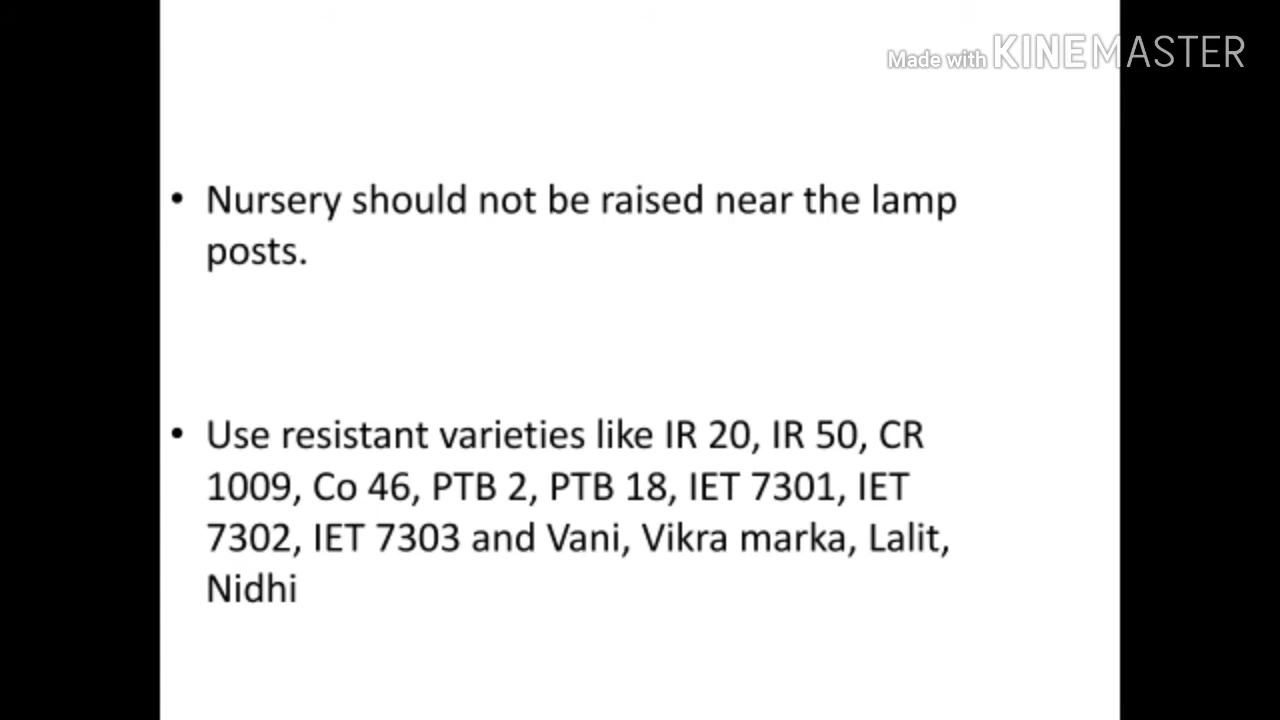 Made with KINEMASTER
• Nursery should not be raised near the lamp
posts.
• Use resistant varieties like IR 20, IR 50, CR
1009, Co 46, PTB 2, PTB 18, IET 7301, IET
7302, IET 7303 and Vani, Vikra marka, Lalit,
Nidhi